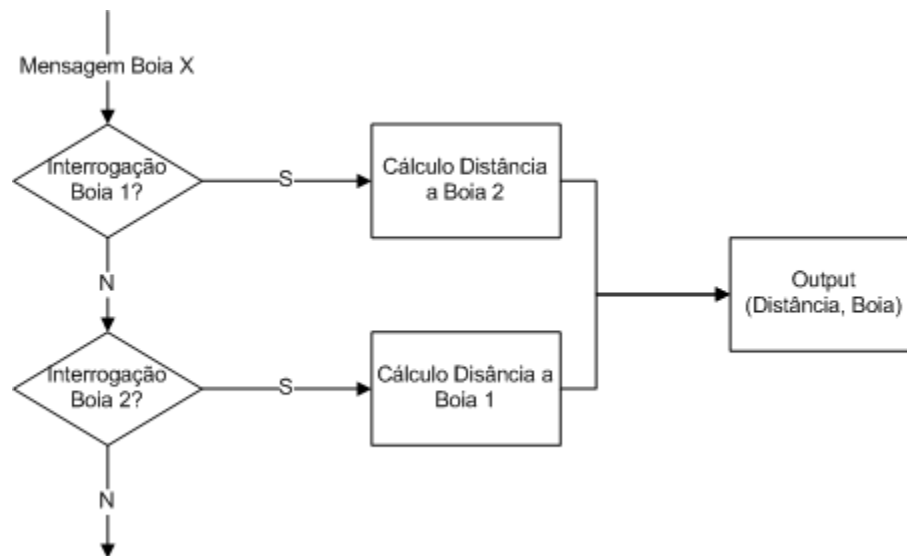 Mensagem Boia X
Interrogação
Boia 1?
S
Cálculo Distância
a Boia 2
N
Output
(Distância, Boia)
Interrogação
Boia 2?
S
Cálculo Disância a
Boia 1
N